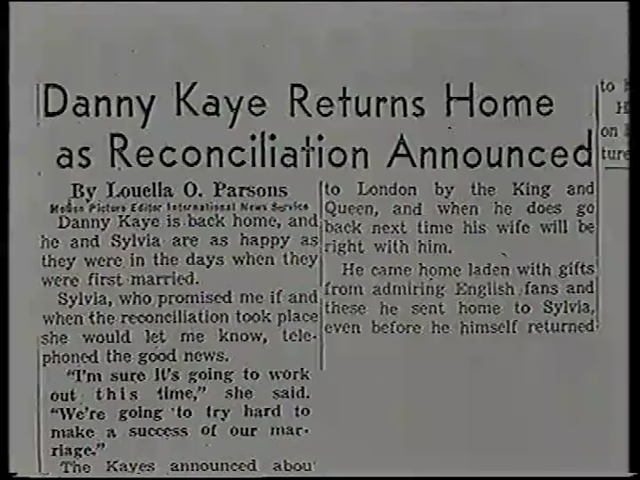 Danny Kaye Returns Home
as Reconciliation Announced
By Louella O. Parsons
Motion Picture Editor International News Service
Danny Kaye is back home, and
he and Sylvia are as happy as
they were in the days when they
were first married.
Sylvia, who promised me if and
when the reconciliation took place
she would let me know, tele-
phoned the good news.
"I'm sure it's going to work
out this time," she said.
"We're going to try hard to
make a success of our mar-
riage."
The Kayes announced abou
to London by the King and
Queen, and when he does go
back next time his wife will be
right with him.
He came home laden with gifts
from admiring English fans and
these he sent home to Sylvia,
even before he himself returned
to
H
on
ture